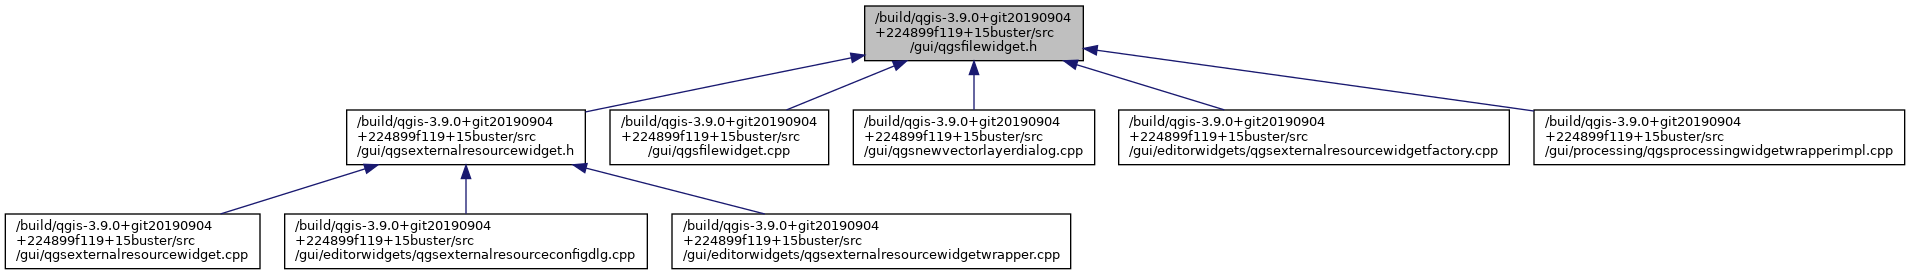 /build/qgis-3.9.0+git20190904
+224899f119+15buster/src
/gui/qgsfilewidget.h
/build/qgis-3.9.0+git20190904
+224899f119+15buster/src
/gui/qgsexternalresourcewidget.h
/build/qgis-3.9.0+git20190904
+224899f119+15buster/src
/gui/qgsfilewidget.cpp
/build/qgis-3.9.0+git20190904
+224899f119+15buster/src
/gui/qgsnewvectorlayerdialog.cpp
/build/qgis-3.9.0+git20190904
+224899f119+15buster/src
/gui/editorwidgets/qgsexternalresourcewidgetfactory.cpp
/build/qgis-3.9.0+git20190904
+224899f119+15buster/src
/gui/processing/qgsprocessingwidgetwrapperimpl.cpp
/build/qgis-3.9.0+git20190904
+224899f119+15buster/src
/gui/qgsexternalresourcewidget.cpp
/build/qgis-3.9.0+git20190904
+224899f119+15buster/src
/gui/editorwidgets/qgsexternalresourceconfigdlg.cpp
/build/qgis-3.9.0+git20190904
+224899f119+15buster/src
/gui/editorwidgets/qgsexternalresourcewidgetwrapper.cpp